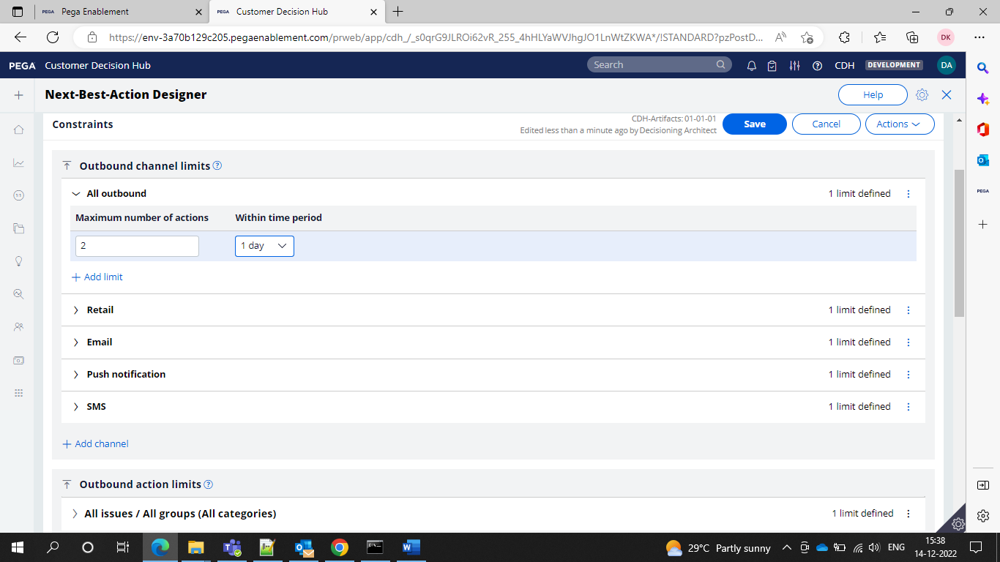 PEGA Pega Enablement
PEGA Customer Decision Hub
https://env-3a70b129c205.pegaenablement.com/prweb/app/cdh_/_s0qrG9JLROi62vR_255_4hHLYaWVJhgJO1LnWtZKWA*/!STANDARD?pzPostD...
DK
PEGA Customer Decision Hub
Search
CDH
DEVELOPMENT
DA
Next-Best-Action Designer
Help
Constraints
CDH-Artifacts: 01-01-01
Edited less than a minute ago by Decisioning Architect
Save
Cancel
Actions
Outbound channel limits
All outbound
1 limit defined
Maximum number of actions
Within time period
2
1 day
Add limit
Retail
1 limit defined
Email
1 limit defined
Push notification
1 limit defined
SMS
1 limit defined
Add channel
Outbound action limits
All issues / All groups (All categories)
1 limit defined
PEGA
29°C Partly sunny
ENG
15:38
14-12-2022